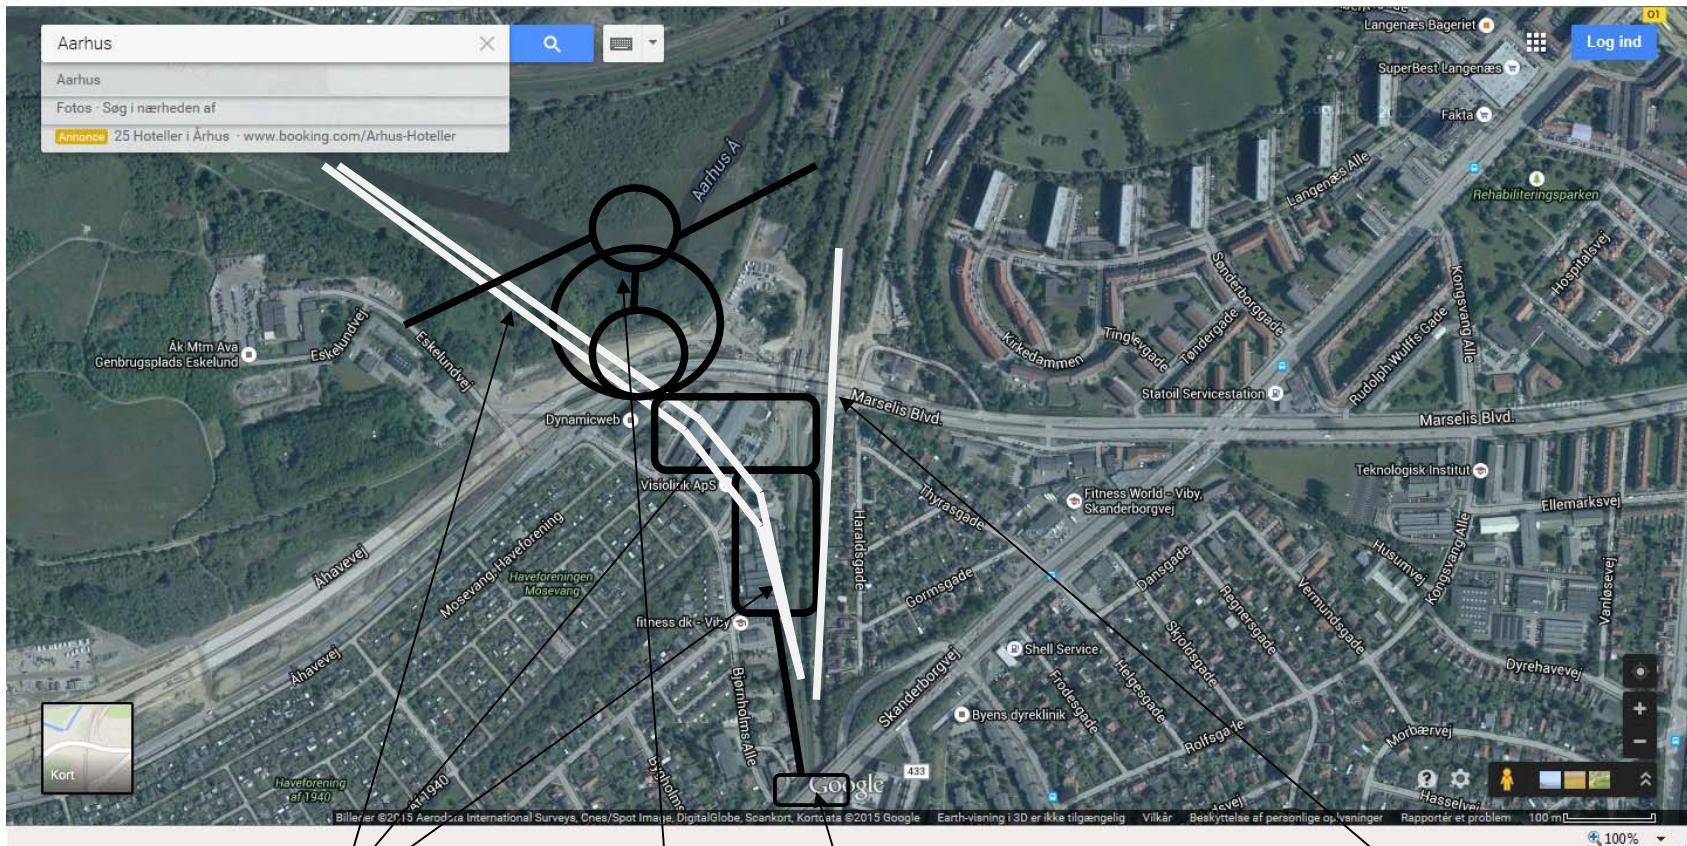 Aarhus
Log ind
01
Aarhus
Fotos · Søg i nærheden af
Annonce 25 Hoteller i Århus · www.booking.com/Arhus-Hoteller
Langenæs Bageriet
SuperBest Langenæs
Fakta
Langenæs Alle
Rehabiliteringsparken
Aarhus Å
Hospitalsvej
Sønderborggade
Kongsvang Alle
Eskelundvej
Eskelundvej
Åk Mtm Ava
Genbrugsplads Eskelund
Kirkedammen
Tinglevgade
Tøndergade
Rudolph Wulffs Gade
Statoil Servicestation
Dynamicweb
Marselis Blvd.
Marselis Blvd.
Teknologisk Institut
Visiolink ApS
Thyrasgade
Fitness World - Viby,
Skanderborgvej
Ellemarksvej
Haraldsgade
Mosevang-Haveforening
Åhavevej
Haveforeningen
Mosevang
Gormsgade
Dansgade
Husumvej
Kongsvang Alle
Vanløsevej
Regnersgade
Vermundsgade
fitness dk - Viby
Shell Service
Skjoldsgade
Åhavevej
Skanderborgvej
Frodesgade
Helgesgade
Dyrehavevej
Bjørnholms Alle
Byens dyreklinik
Rolfsgade
Morbærvej
Kort
Haveforening
af 1940
af 1940
Bygholms
Google
433
Hasselvej
dsvej
Billeder ©2015 Aerodata International Surveys, Cnes/Spot Image, DigitalGlobe, Scankort, Kortdata ©2015 Google Earth-visning i 3D er ikke tilgængelig Vilkår Beskyttelse af personlige oplysninger Rapportér et problem 100 m
100%